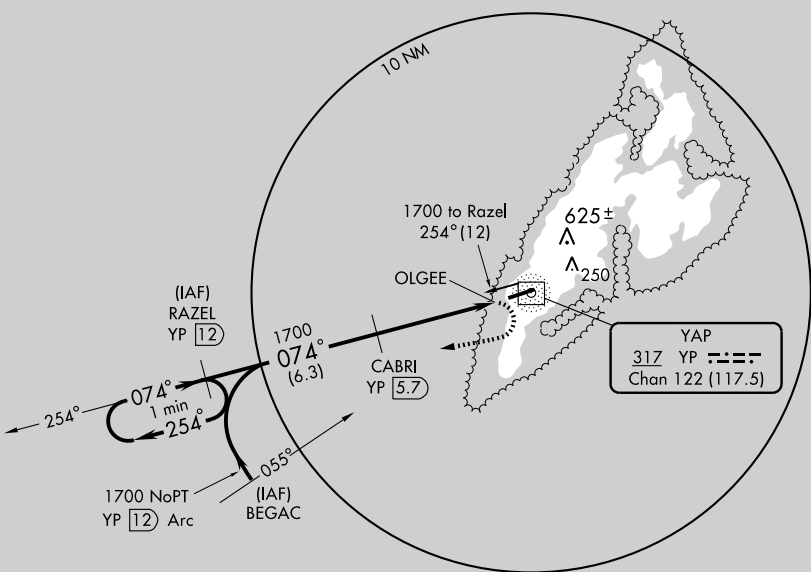 10 NM
1700 to Razel
254° (12)
625 ±
250
OLGEE
(IAF)
RAZEL
YP 12
1700
074°
(6.3)
CABRI
YP 5.7
YAP
317 YP
Chan 122 (117.5)
074°
1 min
254°
254°
055°
1700 NoPT
YP 12 Arc
(IAF)
BEGAC